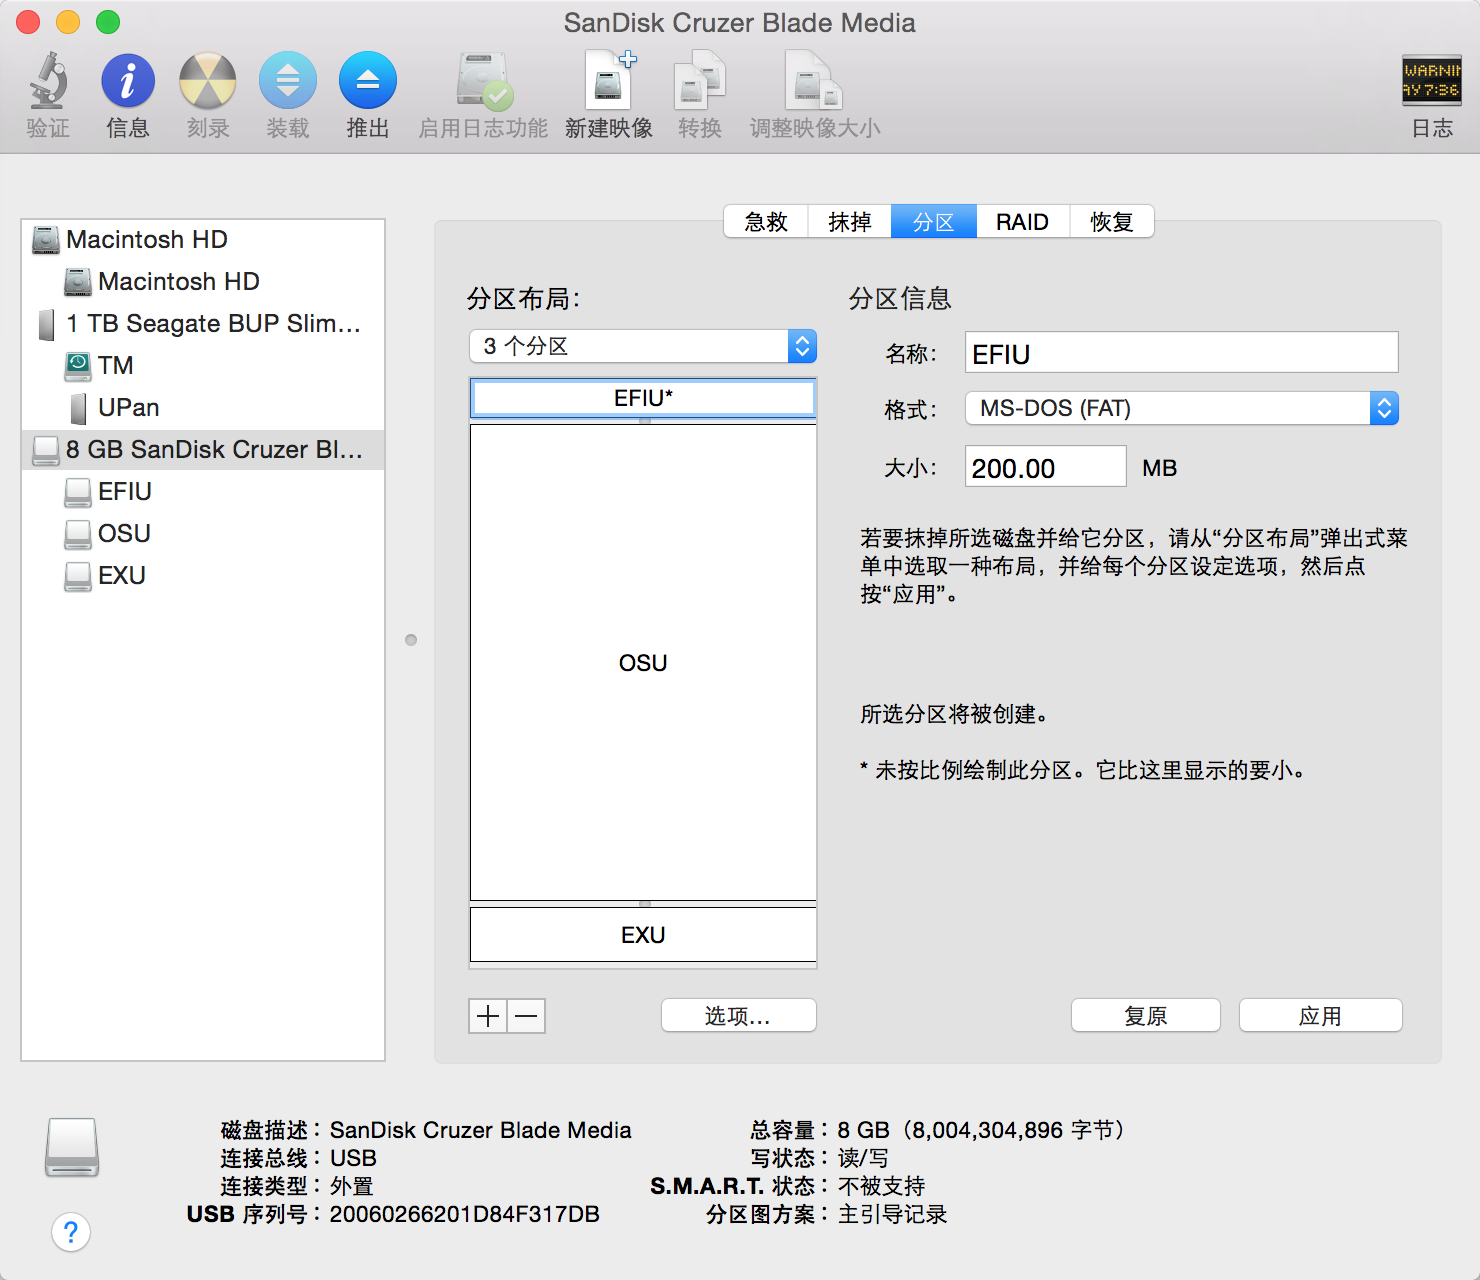 SanDisk Cruzer Blade Media
验证 信息 刻录 装载 推出 启用日志功能 新建映像 转换 调整映像大小 日志
WARNIN
AY 7:36
急救 抹掉 分区 RAID 恢复
Macintosh HD
Macintosh HD
1 TB Seagate BUP Slim...
TM
UPan
8 GB SanDisk Cruzer Bl...
EFIU
OSU
EXU
分区布局：
3 个分区
EFIU*
OSU
EXU
选项...
分区信息
名称： EFIU
格式： MS-DOS (FAT)
大小： 200.00 MB
若要抹掉所选磁盘并给它分区，请从“分区布局”弹出式菜
单中选取一种布局，并给每个分区设定选项，然后点
按“应用”。
所选分区将被创建。
* 未按比例绘制此分区。它比这里显示的要小。
复原 应用
磁盘描述： SanDisk Cruzer Blade Media
连接总线： USB
连接类型： 外置
USB 序列号： 20060266201D84F317DB
总容量： 8 GB（8,004,304,896 字节）
写状态： 读/写
S.M.A.R.T. 状态： 不被支持
分区图方案： 主引导记录
?